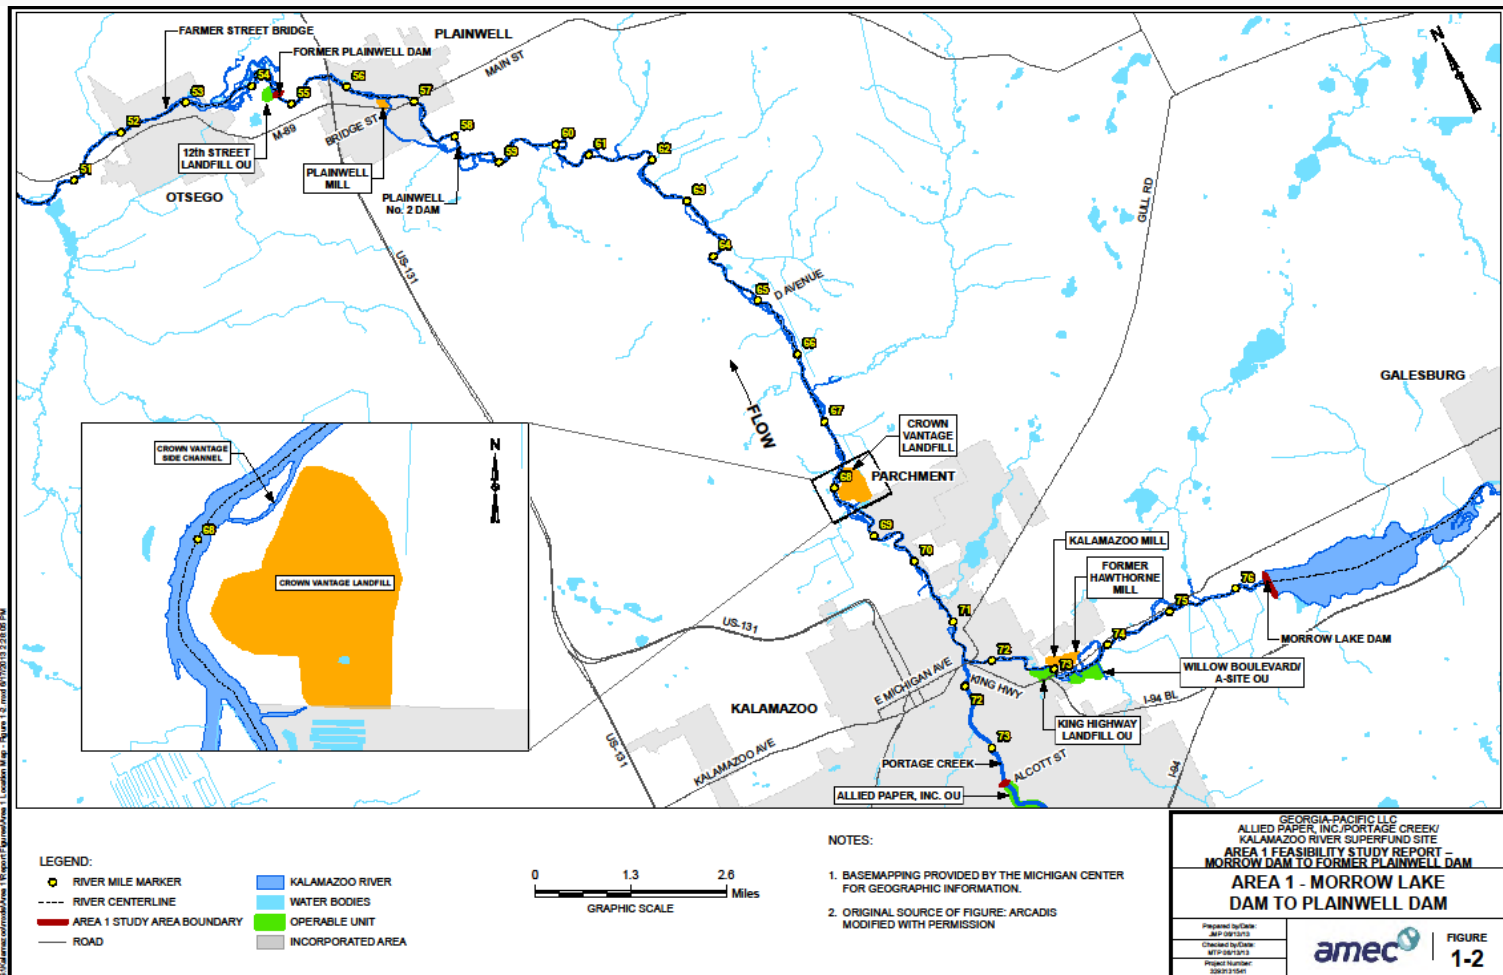 FARMER STREET BRIDGE
PLAINWELL
FORMER PLAINWELL DAM
MAIN ST
N
54
56
53
55
57
52
M-89
BRIDGE ST
58
60
61
59
62
12th STREET
LANDFILL OU
51
OTSEGO
PLAINWELL
MILL
PLAINWELL
No. 2 DAM
63
GULL RD
64
US-131
65
D AVENUE
66
FLOW
67
GALESBURG
CROWN
VANTAGE
LANDFILL
68
PARCHMENT
CROWN VANTAGE
SIDE CHANNEL
N
68
CROWN VANTAGE LANDFILL
69
70
KALAMAZOO MILL
FORMER
HAWTHORNE
MILL
76
75
71
US-131
74
MORROW LAKE DAM
72
73
WILLOW BOULEVARD/
A-SITE OU
E MICHIGAN AVE
KING HWY
I-94 BL
72
KALAMAZOO
KING HIGHWAY
LANDFILL OU
73
US-131
KALAMAZOO AVE
PORTAGE CREEK
ALCOTT ST
I-94
ALLIED PAPER, INC. OU
LEGEND:
RIVER MILE MARKER
RIVER CENTERLINE
AREA 1 STUDY AREA BOUNDARY
ROAD
KALAMAZOO RIVER
WATER BODIES
OPERABLE UNIT
INCORPORATED AREA
0 1.3 2.6
Miles
GRAPHIC SCALE
NOTES:
1. BASEMAPPING PROVIDED BY THE MICHIGAN CENTER
FOR GEOGRAPHIC INFORMATION.
2. ORIGINAL SOURCE OF FIGURE: ARCADIS
MODIFIED WITH PERMISSION
GEORGIA-PACIFIC LLC
ALLIED PAPER, INC./PORTAGE CREEK/
KALAMAZOO RIVER SUPERFUND SITE
AREA 1 FEASIBILITY STUDY REPORT –
MORROW DAM TO FORMER PLAINWELL DAM
AREA 1 - MORROW LAKE
DAM TO PLAINWELL DAM
Prepared by/Date:
Checked by/Date:
Project Number:
amec
FIGURE
1-2